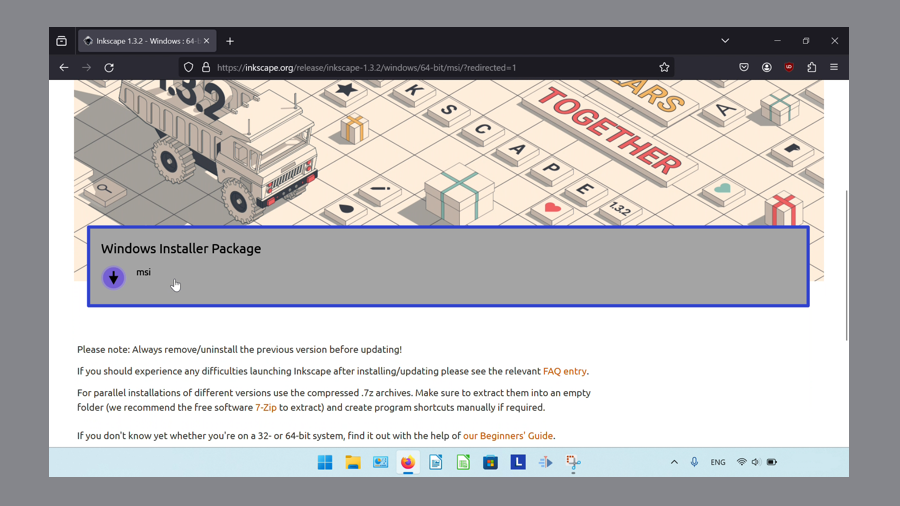 Inkscape 1.3.2 - Windows : 64-
https://inkscape.org/release/inkscape-1.3.2/windows/64-bit/msi/?redirected=1
1.3.2
YEARS
TOGETHER
K S C A P E
A
1.3.2
Windows Installer Package
msi
Please note: Always remove/uninstall the previous version before updating!
If you should experience any difficulties launching Inkscape after installing/updating please see the relevant FAQ entry.
For parallel installations of different versions use the compressed .7z archives. Make sure to extract them into an empty
folder (we recommend the free software 7-Zip to extract) and create program shortcuts manually if required.
If you don't know yet whether you're on a 32- or 64-bit system, find it out with the help of our Beginners' Guide.
L
ENG